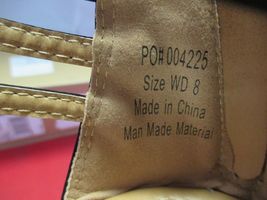 PO# 004225
Size WD 8
Made in China
Man Made Material